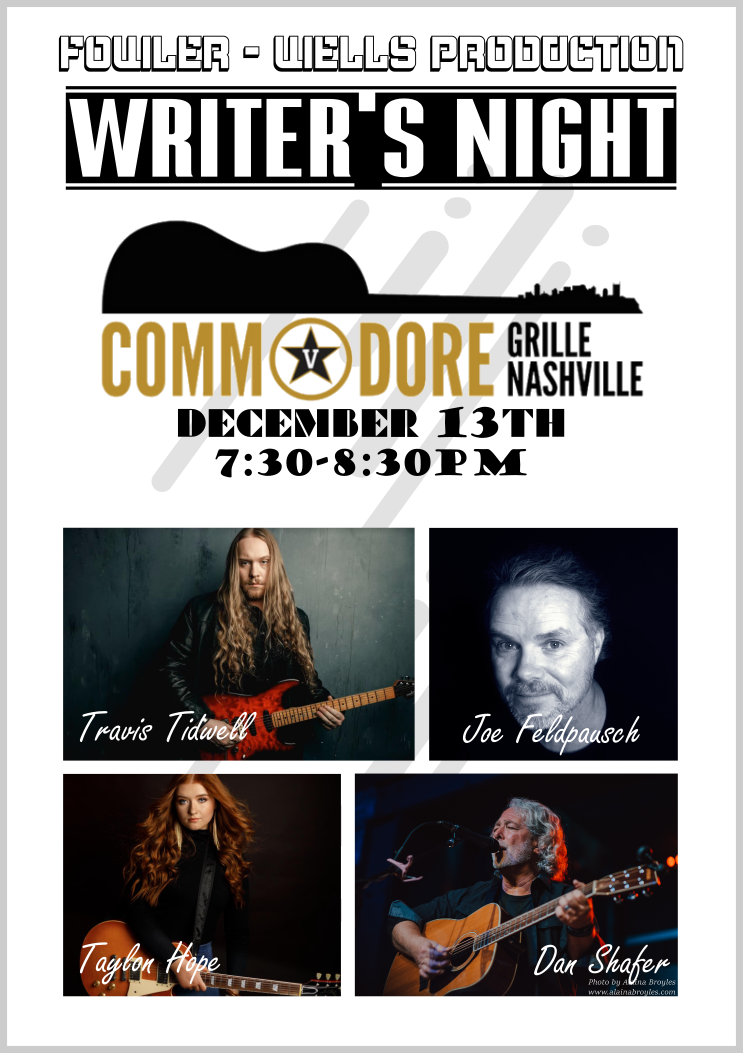 FOWLER - WELLS PRODUCTION
WRITER'S NIGHT
COMMODORE GRILLE NASHVILLE
V
DECEMBER 13TH
7:30-8:30PM
Travis Tidwell
Joe Feldpausch
Taylon Hope
Dan Shafer
Photo by Alaina Broyles
www.alainabroyles.com